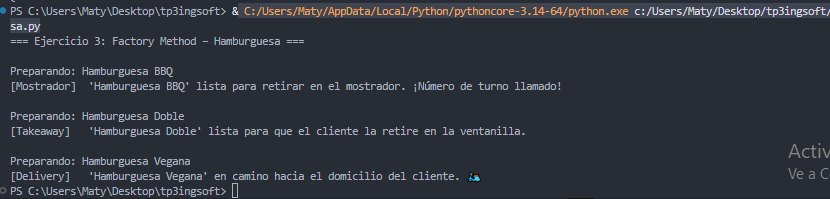 PS C:\Users\Maty\Desktop\tp3ingsoft> & C:/Users/Maty/AppData/Local/Python/pythoncore-3.14-64/python.exe c:/Users/Maty/Desktop/tp3ingsoft/
sa.py
=== Ejercicio 3: Factory Method – Hamburguesa ===
Preparando: Hamburguesa BBQ
[Mostrador]  'Hamburguesa BBQ' lista para retirar en el mostrador. ¡Número de turno llamado!
Preparando: Hamburguesa Doble
[Takeaway]   'Hamburguesa Doble' lista para que el cliente la retire en la ventanilla.
Preparando: Hamburguesa Vegana
[Delivery]   'Hamburguesa Vegana' en camino hacia el domicilio del cliente. 🛵
PS C:\Users\Maty\Desktop\tp3ingsoft>
Activ
Ve a C